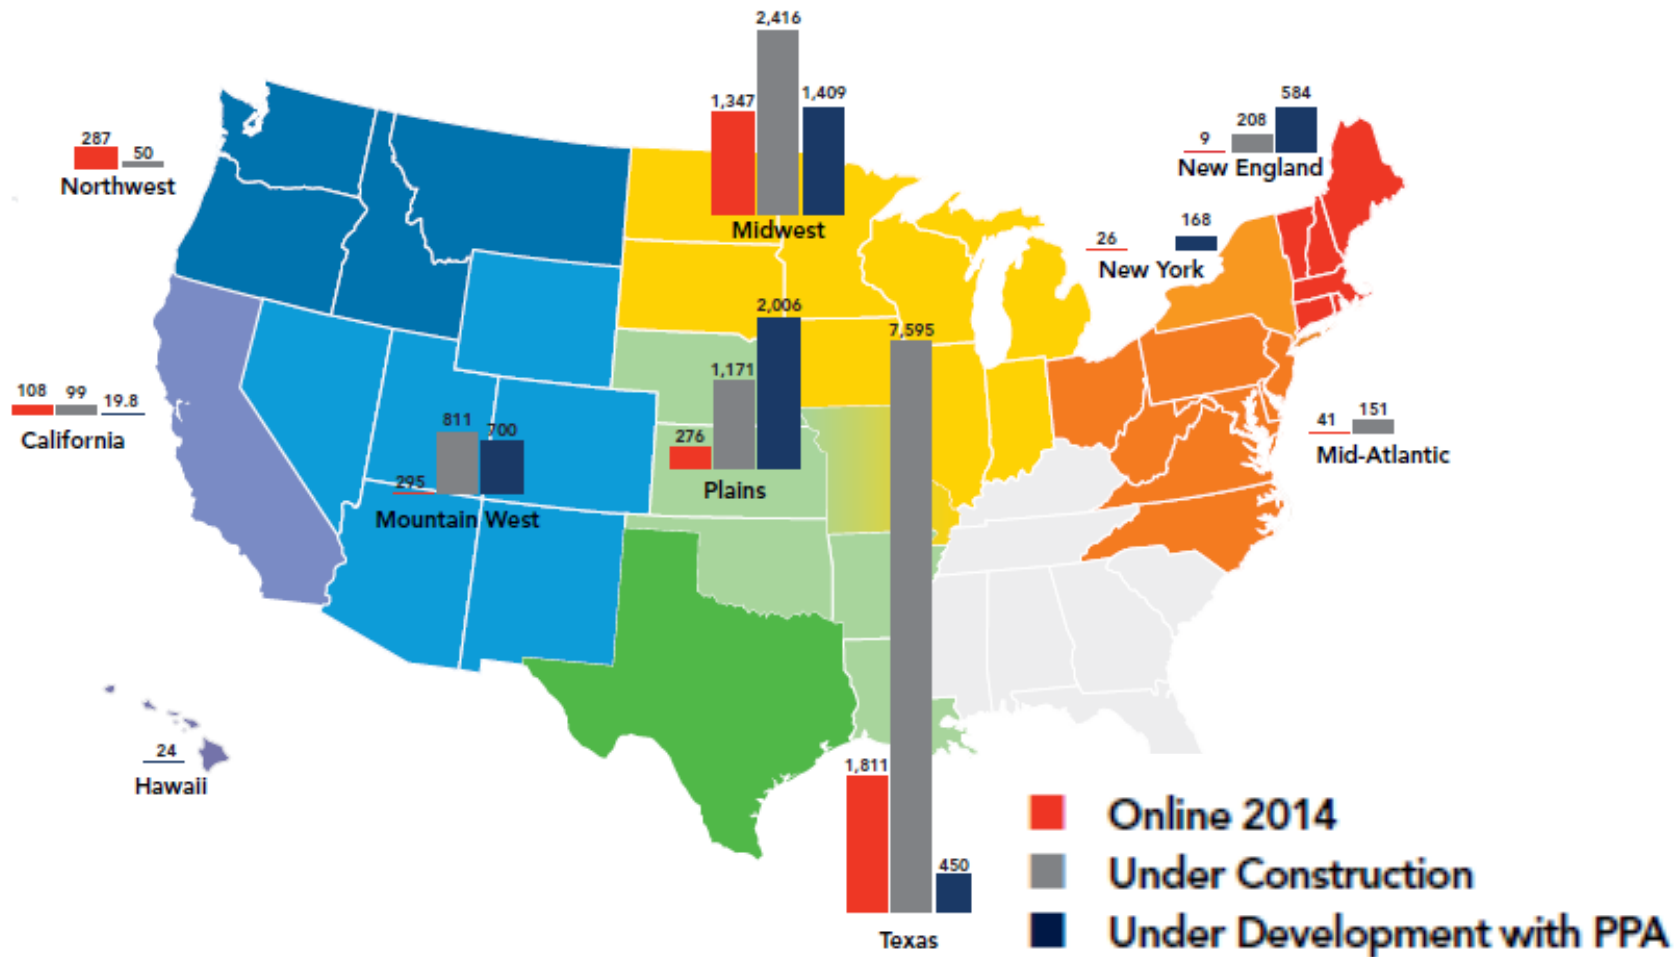 2,416
1,347
1,409
Midwest
287
50
Northwest
9
208
584
New England
26
168
New York
108
99
19.8
California
295
811
700
Mountain West
276
1,171
2,006
Plains
7,595
1,811
450
Texas
41
151
Mid-Atlantic
24
Hawaii
Online 2014
Under Construction
Under Development with PPA